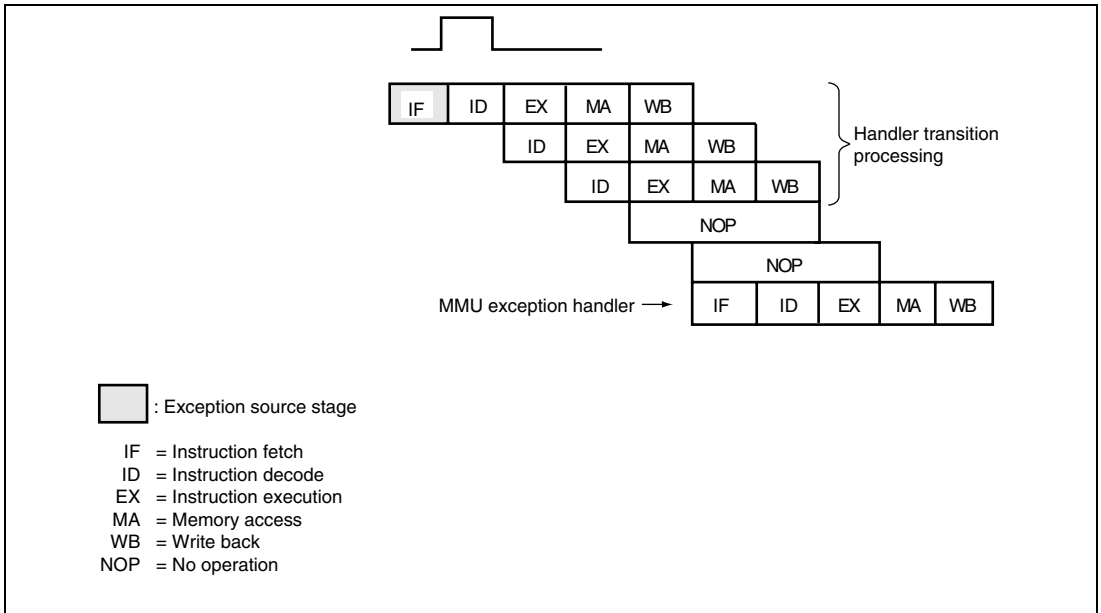 IF ID EX MA WB
ID EX MA WB
Handler transition
processing
ID EX MA WB
NOP
NOP
MMU exception handler IF ID EX MA WB
: Exception source stage
IF = Instruction fetch
ID = Instruction decode
EX = Instruction execution
MA = Memory access
WB = Write back
NOP = No operation